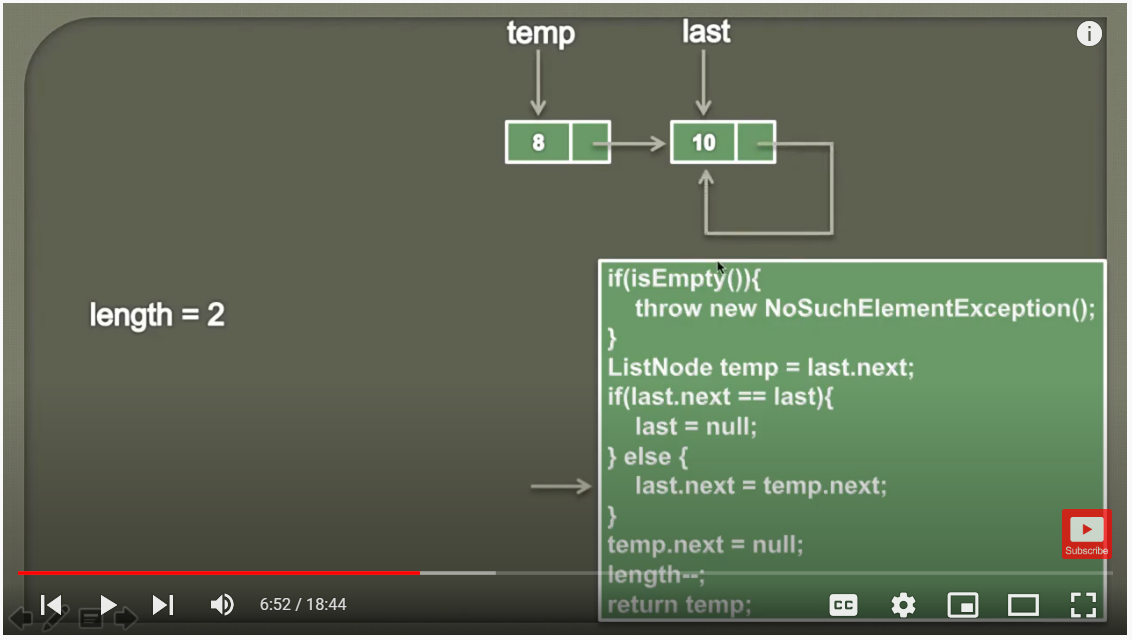 temp last
8 10
length = 2
if(isEmpty()){
throw new NoSuchElementException();
}
ListNode temp = last.next;
if(last.next == last){
last = null;
} else {
last.next = temp.next;
}
temp.next = null;
length--;
return temp;
Subscribe
6:52 / 18:44
CC
i